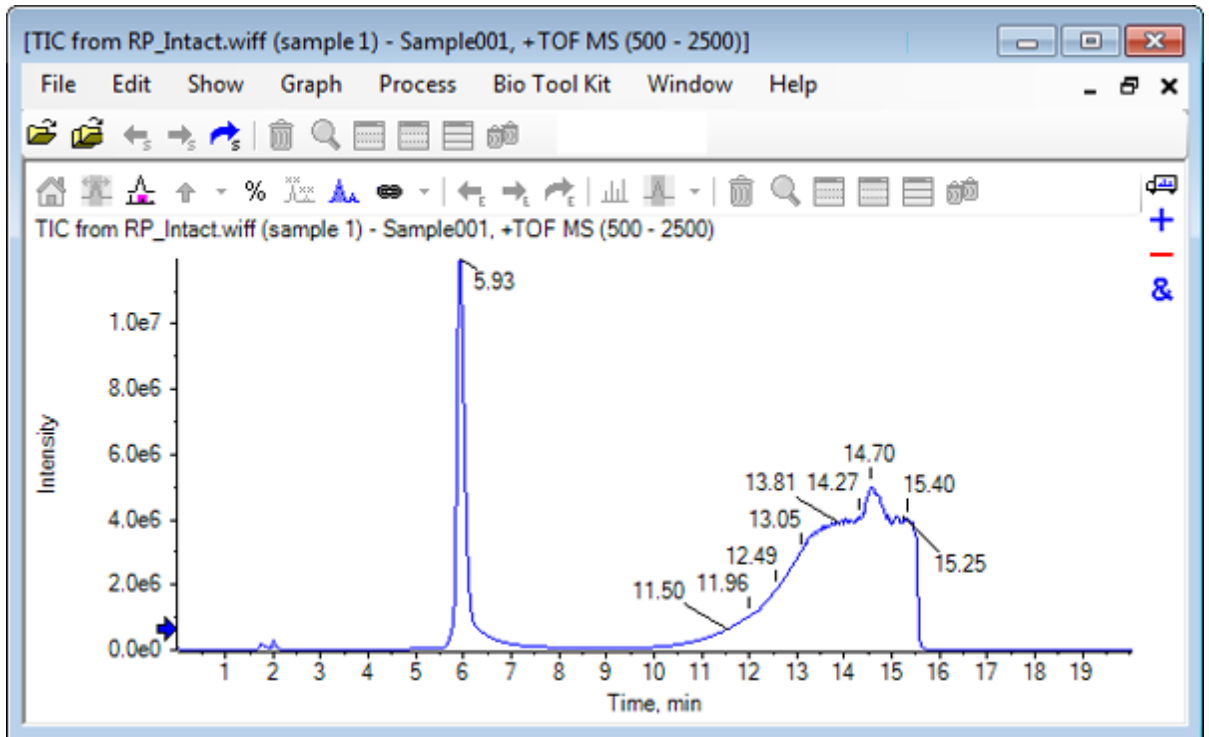 [TIC from RP_Intact.wiff (sample 1) - Sample001, +TOF MS (500 - 2500)]
File Edit Show Graph Process Bio Tool Kit Window Help
S S S
% xx xxx E E E
TIC from RP_Intact.wiff (sample 1) - Sample001, +TOF MS (500 - 2500)
&
5.93
1.0e7
8.0e6
6.0e6
14.70
13.81 14.27 15.40
4.0e6
13.05
12.49
15.25
2.0e6
11.50 11.96
0.0e0
1 2 3 4 5 6 7 8 9 10 11 12 13 14 15 16 17 18 19
Intensity
Time, min